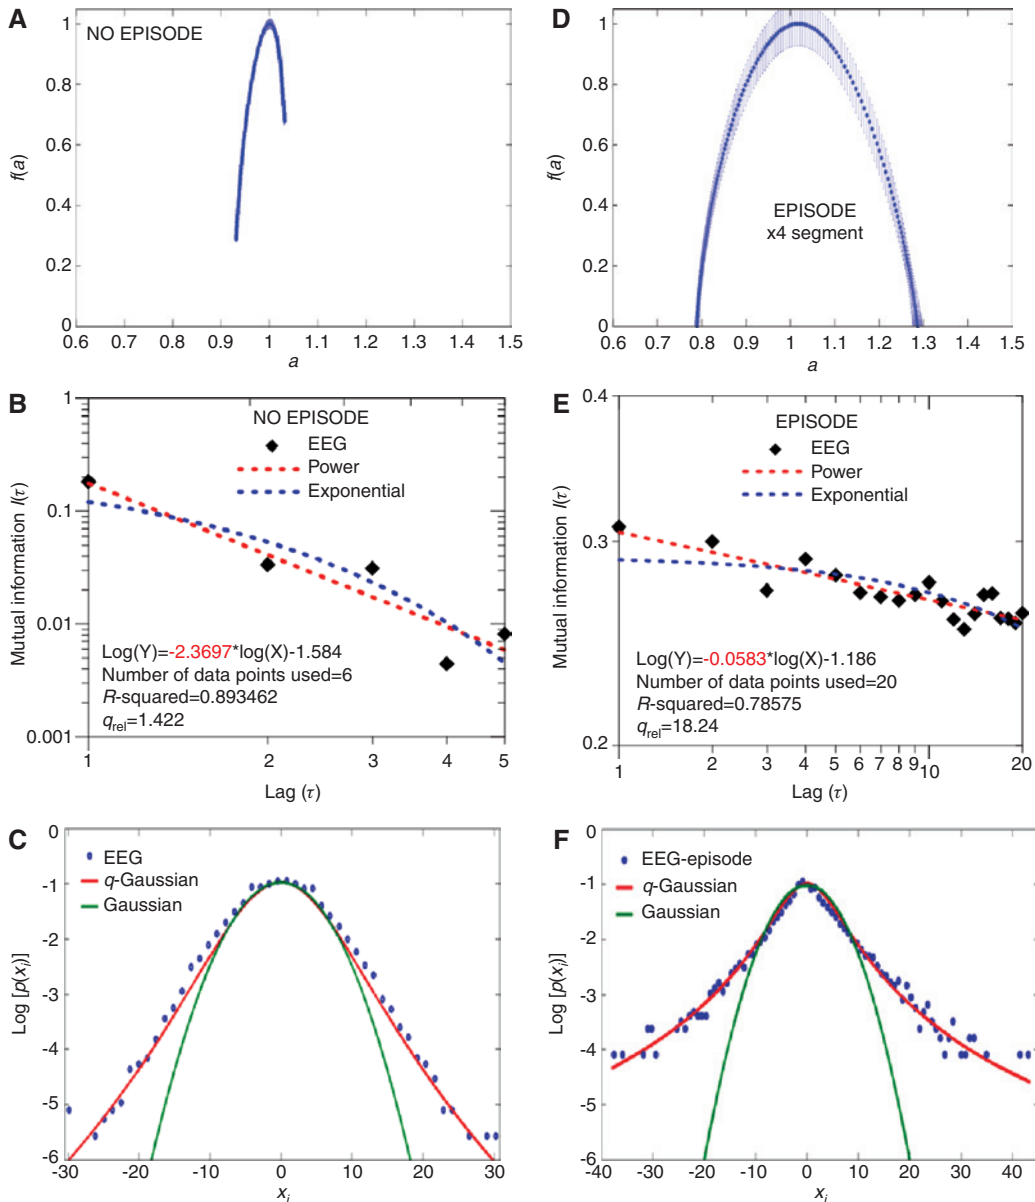 A
NO EPISODE
1
0.8
0.6
0.4
0.2
0
f(a)
0.6 0.7 0.8 0.9 1 1.1 1.2 1.3 1.4 1.5
a
D
1
0.8
0.6
0.4
0.2
0
f(a)
EPISODE
x4 segment
0.6 0.7 0.8 0.9 1 1.1 1.2 1.3 1.4 1.5
a
B
1
0.1
0.01
0.001
Mutual information I(τ)
NO EPISODE
EEG
Power
Exponential
Log(Y)=-2.3697*log(X)-1.584
Number of data points used=6
R-squared=0.893462
qrel=1.422
1 2 3 4 5
Lag (τ)
E
0.4
0.3
0.2
Mutual information I(τ)
EPISODE
EEG
Power
Exponential
Log(Y)=-0.0583*log(X)-1.186
Number of data points used=20
R-squared=0.78575
qrel=18.24
1 2 3 4 5 6 7 8 9 10 20
Lag (τ)
C
0
-1
-2
-3
-4
-5
-6
Log [p(xi)]
EEG
q-Gaussian
Gaussian
-30 -20 -10 0 10 20 30
xi
F
0
-1
-2
-3
-4
-5
-6
Log [p(xi)]
EEG-episode
q-Gaussian
Gaussian
-40 -30 -20 -10 0 10 20 30 40
xi